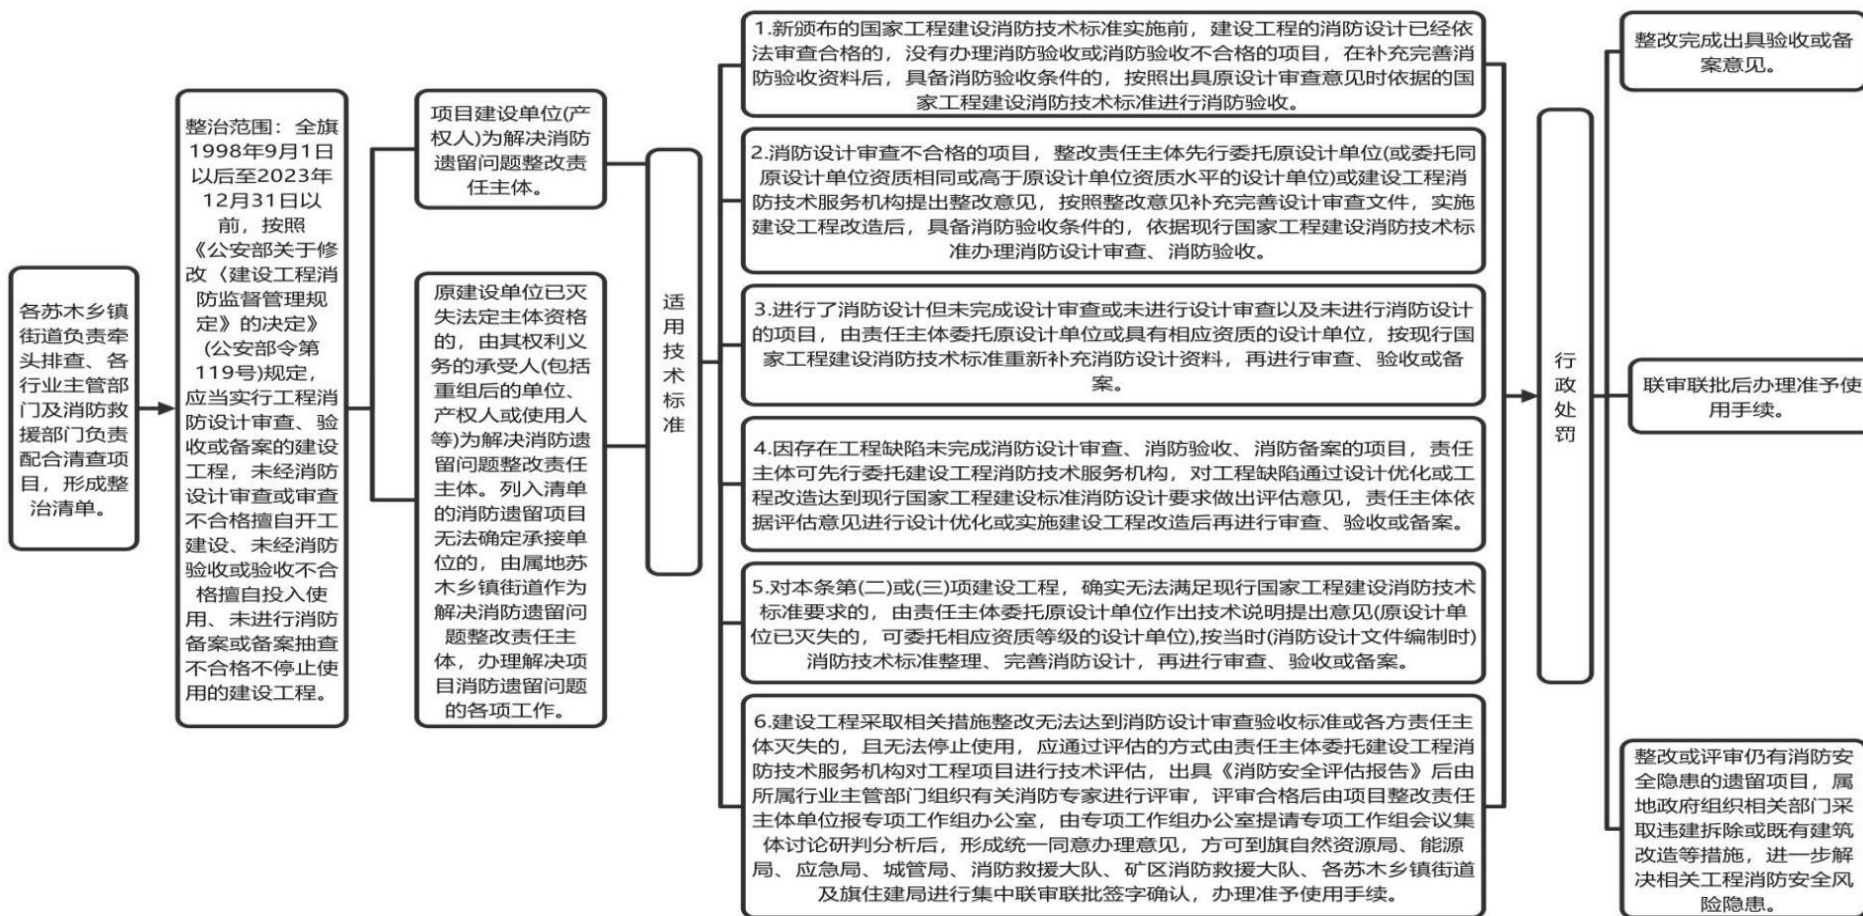 各苏木乡镇
街道负责牵
头排查、各
行业主管部
门及消防救
援部门负责
配合清查项
目，形成整
治清单。
整治范围：全旗
1998年9月1日
以后至2023年
12月31日以
前，按照
《公安部关于修
改〈建设工程消
防监督管理规
定》的决定》
(公安部令第
119号)规定，
应当实行工程消
防设计审查、验
收或备案的建设
工程，未经消防
设计审查或审查
不合格擅自开工
建设、未经消防
验收或验收不合
格擅自投入使
用、未进行消防
备案或备案抽查
不合格不停止使
用的建设工程。
项目建设单位(产
权人)为解决消防
遗留问题整改责
任主体。
原建设单位已灭
失法定主体资格
的，由其权利义
务的承受人(包括
重组后的单位、
产权人或使用人
等)为解决消防遗
留问题整改责任
主体。列入清单
的消防遗留项目
无法确定承接单
位的，由属地苏
木乡镇街道作为
解决消防遗留问
题整改责任主
体，办理解决项
目消防遗留问题
的各项工作。
适
用
技
术
标
准
1.新颁布的国家工程建设消防技术标准实施前，建设工程的消防设计已经依
法审查合格的，没有办理消防验收或消防验收不合格的项目，在补充完善消
防验收资料后，具备消防验收条件的，按照出具原设计审查意见时依据的国
家工程建设消防技术标准进行消防验收。
2.消防设计审查不合格的项目，整改责任主体先行委托原设计单位(或委托同
原设计单位资质相同或高于原设计单位资质水平的设计单位)或建设工程消
防技术服务机构提出整改意见，按照整改意见补充完善设计审查文件，实施
建设工程改造后，具备消防验收条件的，依据现行国家工程建设消防技术标
准办理消防设计审查、消防验收。
3.进行了消防设计但未完成设计审查或未进行设计审查以及未进行消防设计
的项目，由责任主体委托原设计单位或具有相应资质的设计单位，按现行国
家工程建设消防技术标准重新补充消防设计资料，再进行审查、验收或备
案。
4.因存在工程缺陷未完成消防设计审查、消防验收、消防备案的项目，责任
主体可先行委托建设工程消防技术服务机构，对工程缺陷通过设计优化或工
程改造达到现行国家工程建设标准消防设计要求做出评估意见，责任主体依
据评估意见进行设计优化或实施建设工程改造后再进行审查、验收或备案。
5.对本条第(二)或(三)项建设工程，确实无法满足现行国家工程建设消防技术
标准要求的，由责任主体委托原设计单位作出技术说明提出意见(原设计单
位已灭失的，可委托相应资质等级的设计单位),按当时(消防设计文件编制时)
消防技术标准整理、完善消防设计，再进行审查、验收或备案。
6.建设工程采取相关措施整改无法达到消防设计审查验收标准或各方责任主
体灭失的，且无法停止使用，应通过评估的方式由责任主体委托建设工程消
防技术服务机构对工程项目进行技术评估，出具《消防安全评估报告》后由
所属行业主管部门组织有关消防专家进行评审，评审合格后由项目整改责任
主体单位报专项工作组办公室，由专项工作组办公室提请专项工作组会议集
体讨论研判分析后，形成统一同意办理意见，方可到旗自然资源局、能源
局、应急局、城管局、消防救援大队、矿区消防救援大队、各苏木乡镇街道
及旗住建局进行集中联审联批签字确认，办理准予使用手续。
行
政
处
罚
整改完成出具验收或备
案意见。
联审联批后办理准予使
用手续。
整改或评审仍有消防安
全隐患的遗留项目，属
地政府组织相关部门采
取违建拆除或既有建筑
改造等措施，进一步解
决相关工程消防安全风
险隐患。